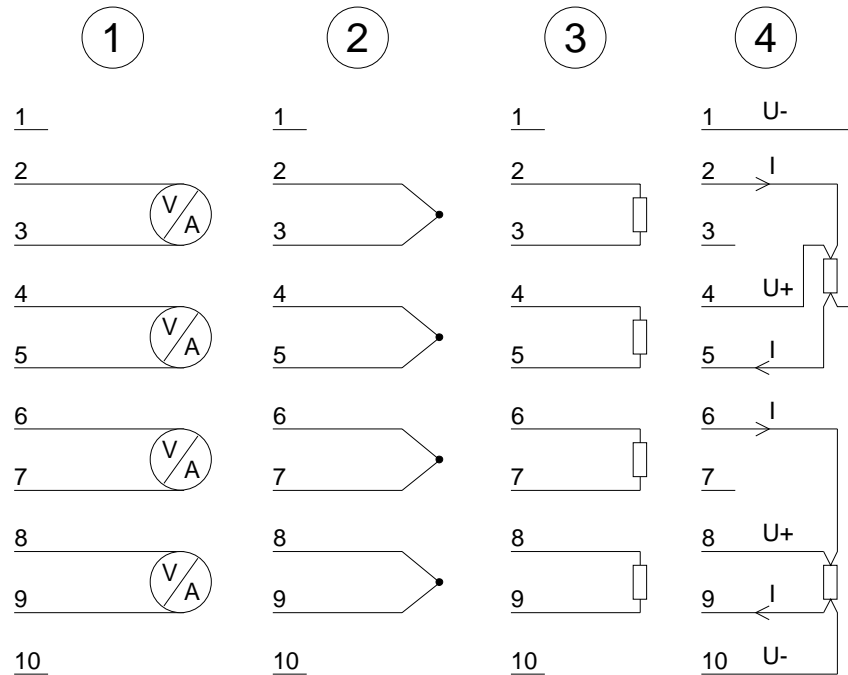 1 2 3 4
1 1 1 1 U-
2 2 2 2 I
V/A
3 3 3 3
4 4 4 4 U+
V/A
5 5 5 5 I
6 6 6 6 I
V/A
7 7 7 7
8 8 8 8 U+
V/A
9 9 9 9 I
10 10 10 10 U-